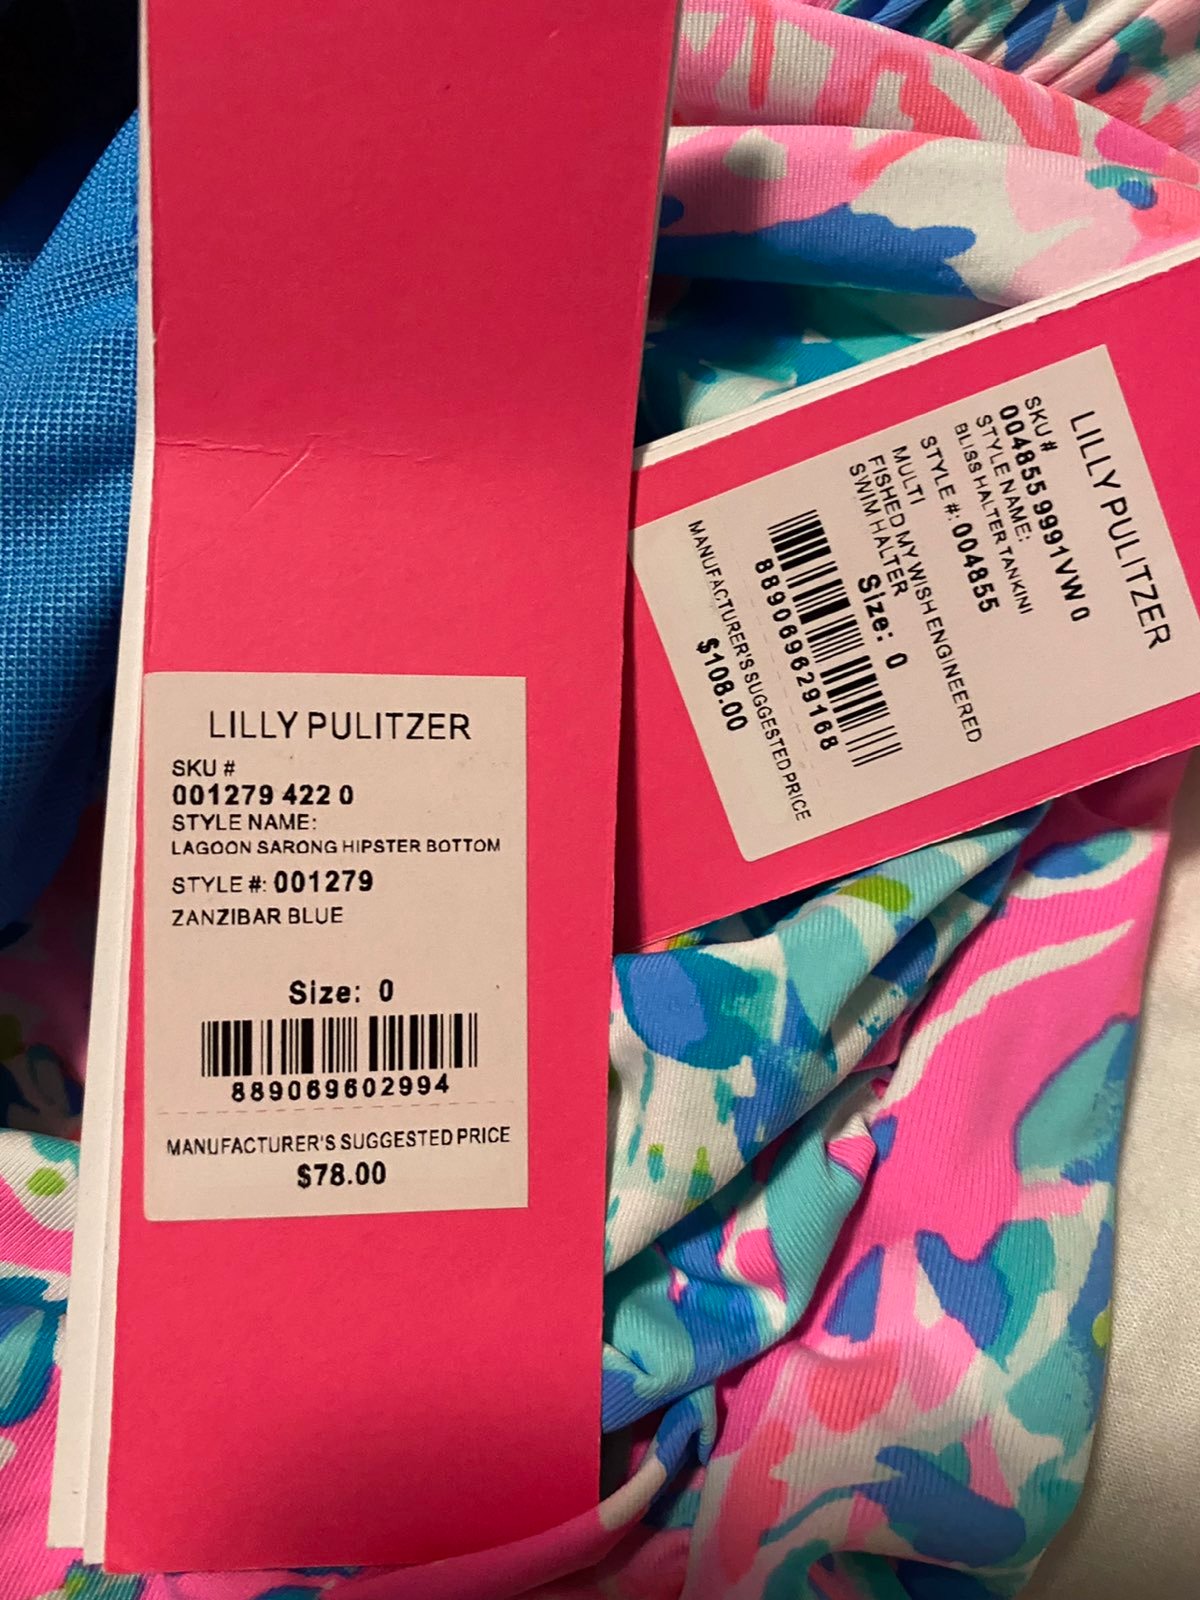 LILLY PULITZER
SKU #
001279 422 0
STYLE NAME:
LAGOON SARONG HIPSTER BOTTOM
STYLE #: 001279
ZANZIBAR BLUE
Size: 0
889069602994
MANUFACTURER'S SUGGESTED PRICE
$78.00
LILLY PULITZER
SKU #
004855 9991VW 0
STYLE NAME:
BLISS HALTER TANKINI
STYLE #: 004855
MULTI
FISHED MY WISH ENGINEERED
SWIM HALTER
Size: 0
889069629168
MANUFACTURER'S SUGGESTED PRICE
$108.00